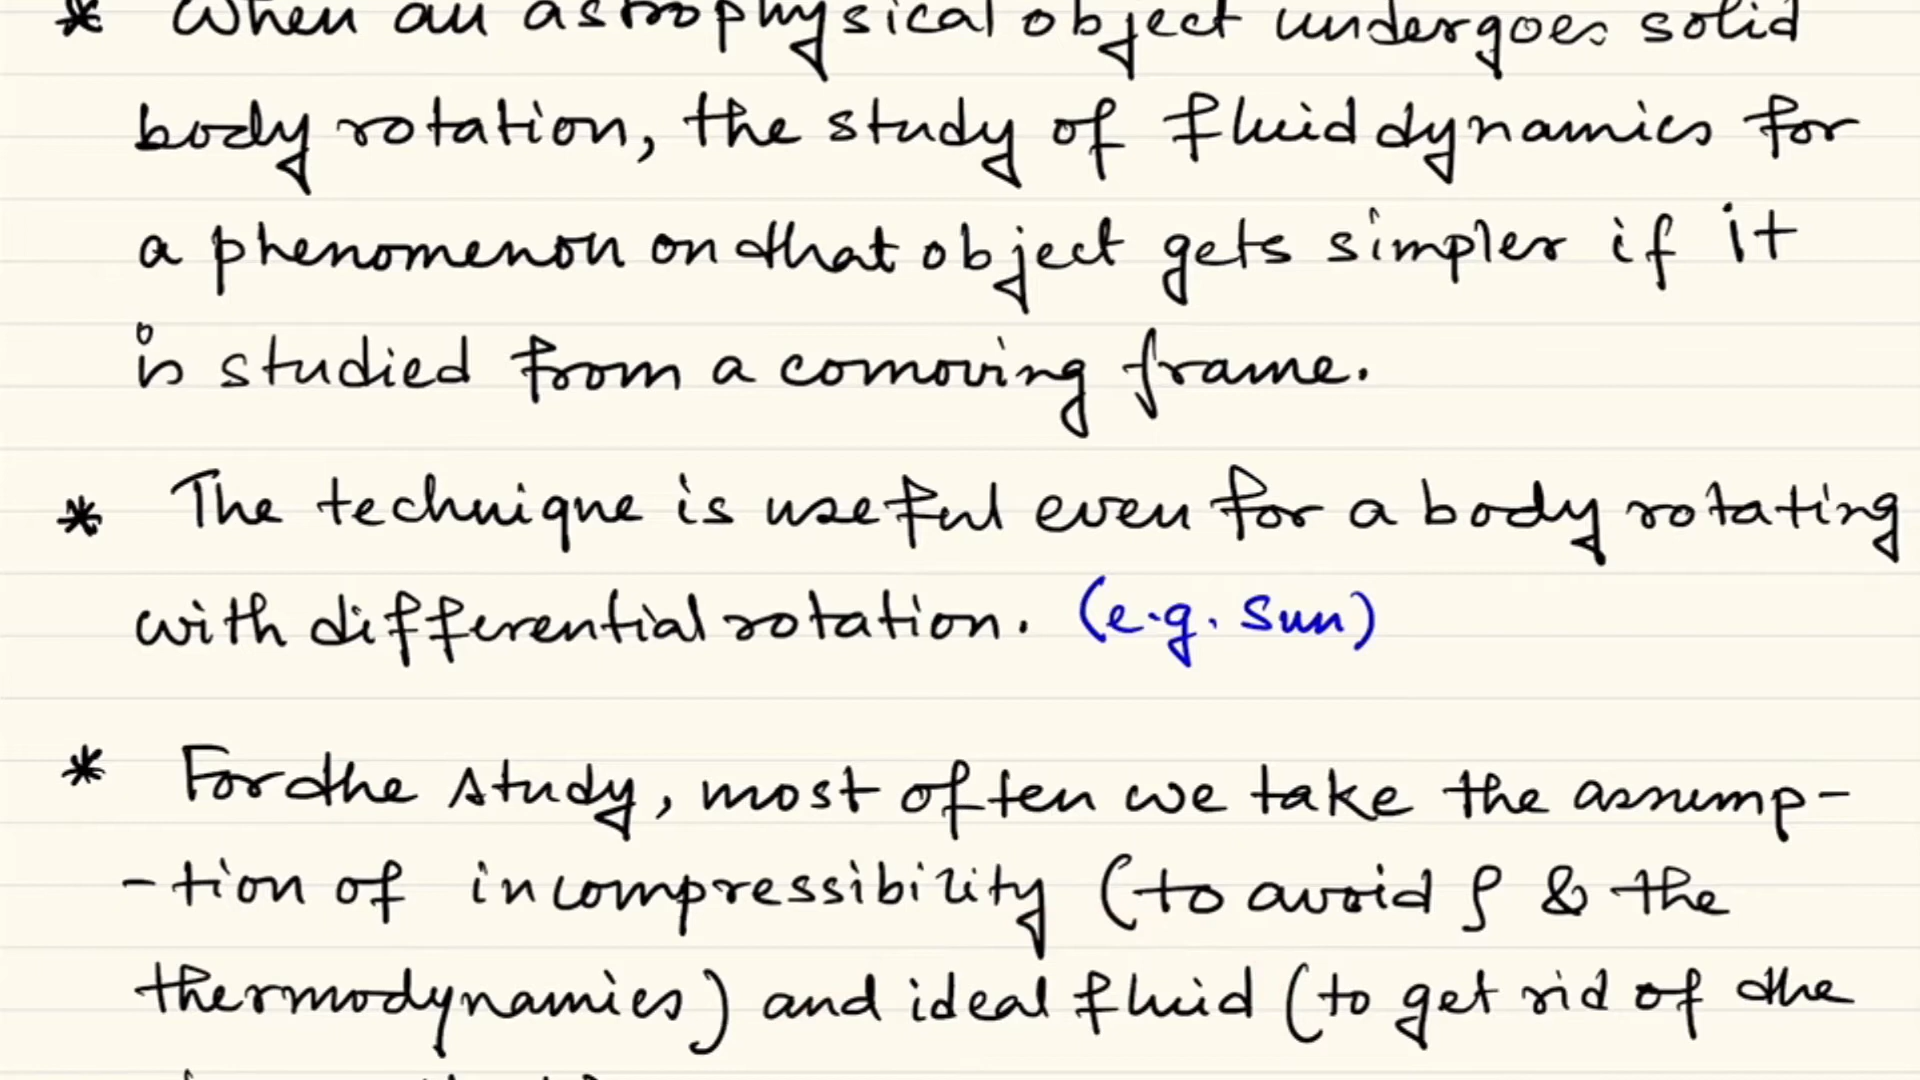 * When an astrophysical object undergoes solid
body rotation, the study of fluid dynamics for
a phenomenon on that object gets simpler if it
is studied from a comoving frame.
* The technique is useful even for a body rotating
with differential rotation. (e.g. Sun)
* For the study, most often we take the assump-
-tion of incompressibility (to avoid ρ & the
thermodynamics) and ideal fluid (to get rid of the